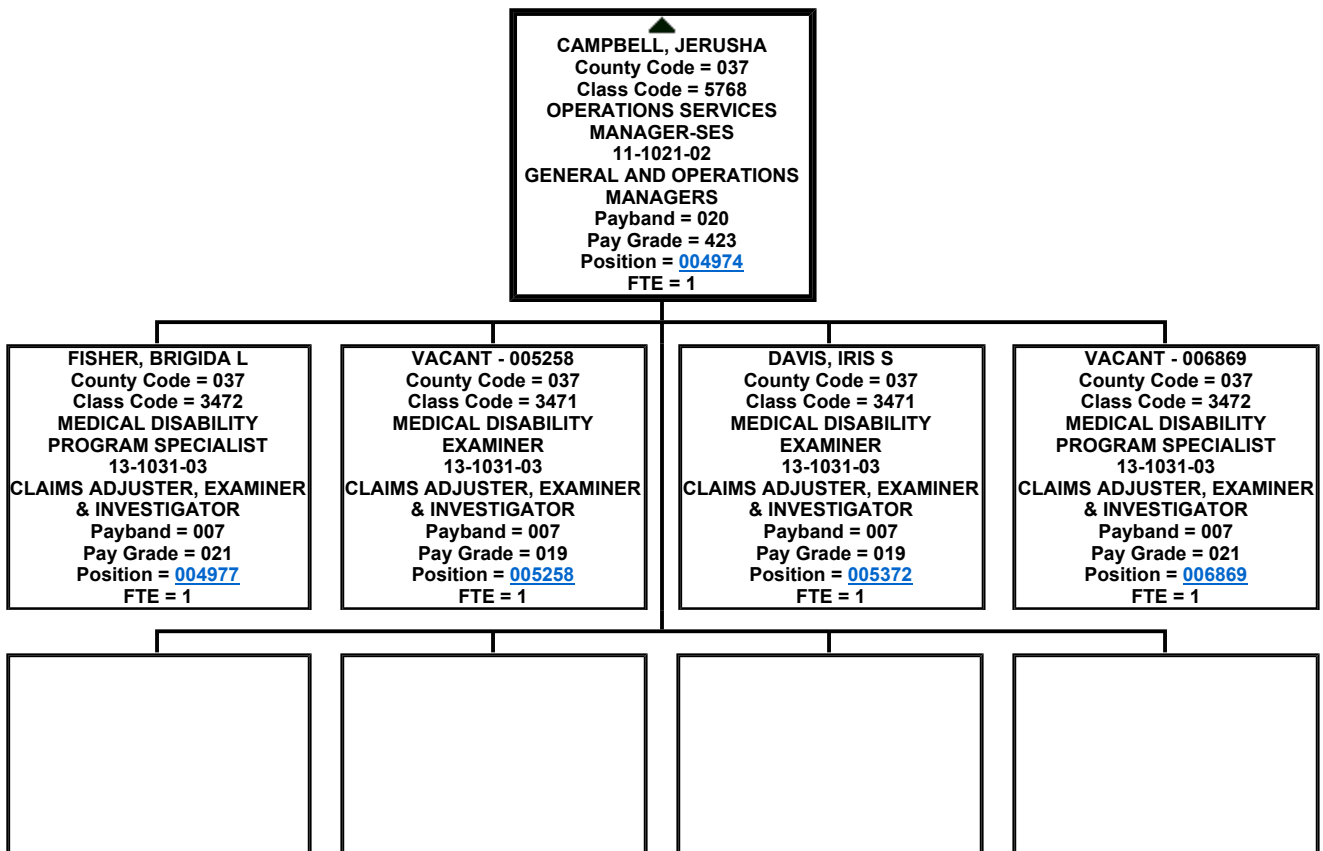 CAMPBELL, JERUSHA
County Code = 037
Class Code = 5768
OPERATIONS SERVICES
MANAGER-SES
11-1021-02
GENERAL AND OPERATIONS
MANAGERS
Payband = 020
Pay Grade = 423
Position = 004974
FTE = 1
FISHER, BRIGIDA L
County Code = 037
Class Code = 3472
MEDICAL DISABILITY
PROGRAM SPECIALIST
13-1031-03
CLAIMS ADJUSTER, EXAMINER
& INVESTIGATOR
Payband = 007
Pay Grade = 021
Position = 004977
FTE = 1
VACANT - 005258
County Code = 037
Class Code = 3471
MEDICAL DISABILITY
EXAMINER
13-1031-03
CLAIMS ADJUSTER, EXAMINER
& INVESTIGATOR
Payband = 007
Pay Grade = 019
Position = 005258
FTE = 1
DAVIS, IRIS S
County Code = 037
Class Code = 3471
MEDICAL DISABILITY
EXAMINER
13-1031-03
CLAIMS ADJUSTER, EXAMINER
& INVESTIGATOR
Payband = 007
Pay Grade = 019
Position = 005372
FTE = 1
VACANT - 006869
County Code = 037
Class Code = 3472
MEDICAL DISABILITY
PROGRAM SPECIALIST
13-1031-03
CLAIMS ADJUSTER, EXAMINER
& INVESTIGATOR
Payband = 007
Pay Grade = 021
Position = 006869
FTE = 1